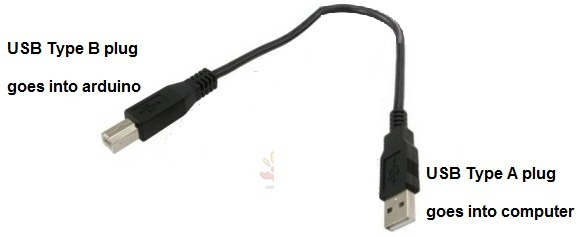 USB Type B plug
goes into arduino
USB Type A plug
goes into computer